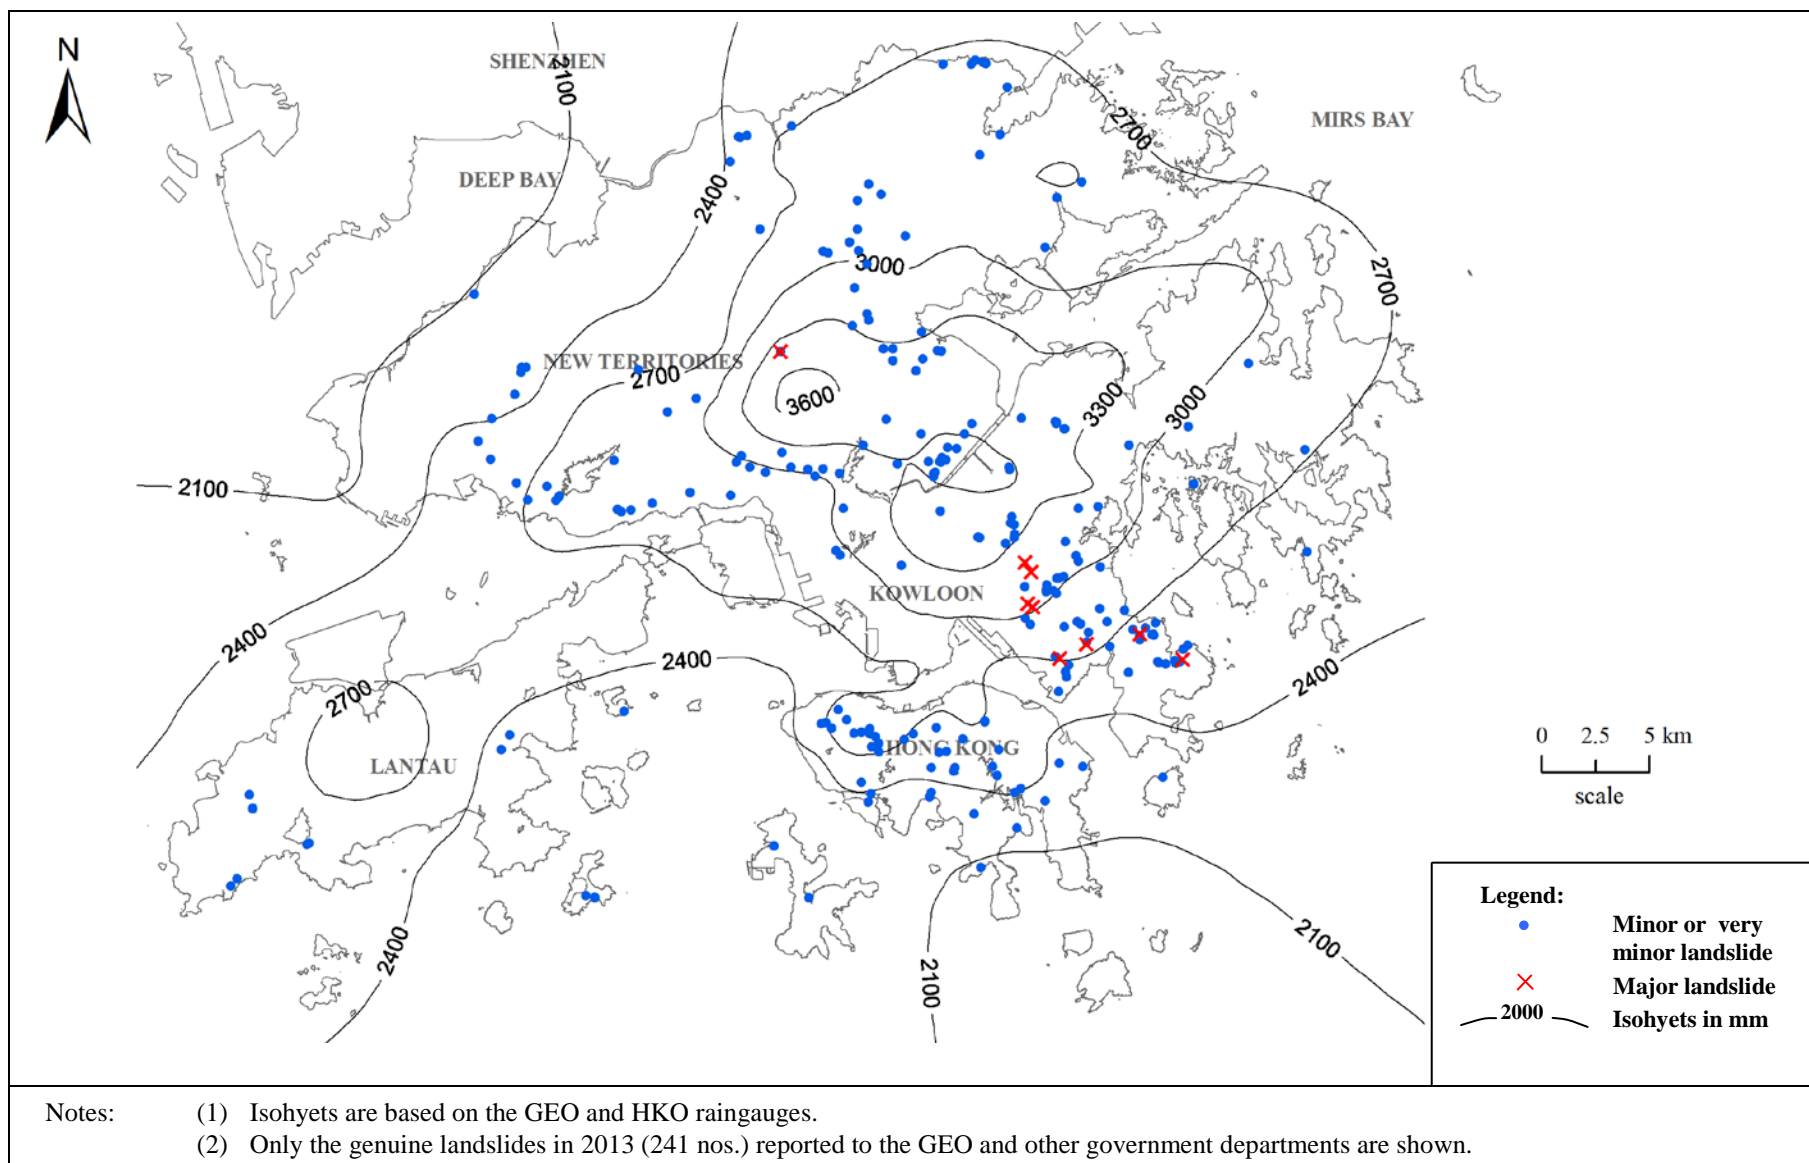 N
SHENZHEN
2100
MIRS BAY
2700
DEEP BAY
2400
3000
2700
NEW TERRITORIES
2700
3600
3300
3000
2100
KOWLOON
2400
2400
2400
2700
HONG KONG
LANTAU
0 2.5 5 km
scale
2400
2100
2100
Legend:
Minor or very
minor landslide
Major landslide
2000
Isohyets in mm
Notes: (1) Isohyets are based on the GEO and HKO raingauges.
(2) Only the genuine landslides in 2013 (241 nos.) reported to the GEO and other government departments are shown.